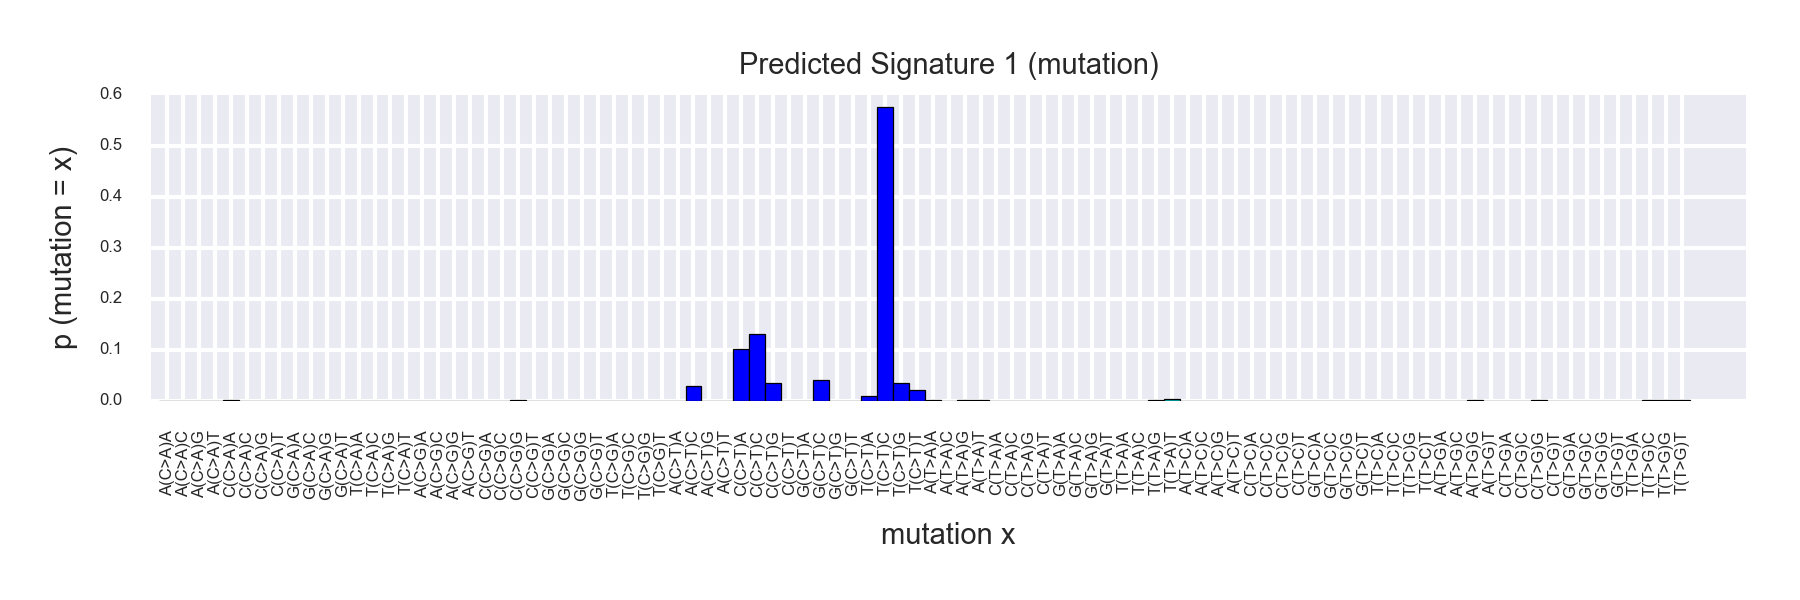 Predicted Signature 1 (mutation)
p (mutation = x)
0.6
0.5
0.4
0.3
0.2
0.1
0.0
A(C>A)A
A(C>A)C
A(C>A)G
A(C>A)T
C(C>A)A
C(C>A)C
C(C>A)G
C(C>A)T
G(C>A)A
G(C>A)C
G(C>A)G
G(C>A)T
T(C>A)A
T(C>A)C
T(C>A)G
T(C>A)T
A(C>G)A
A(C>G)C
A(C>G)G
A(C>G)T
C(C>G)A
C(C>G)C
C(C>G)G
C(C>G)T
G(C>G)A
G(C>G)C
G(C>G)G
G(C>G)T
T(C>G)A
T(C>G)C
T(C>G)G
T(C>G)T
A(C>T)A
A(C>T)C
A(C>T)G
A(C>T)T
C(C>T)A
C(C>T)C
C(C>T)G
C(C>T)T
G(C>T)A
G(C>T)C
G(C>T)G
G(C>T)T
T(C>T)A
T(C>T)C
T(C>T)G
T(C>T)T
A(T>A)A
A(T>A)C
A(T>A)G
A(T>A)T
C(T>A)A
C(T>A)C
C(T>A)G
C(T>A)T
G(T>A)A
G(T>A)C
G(T>A)G
G(T>A)T
T(T>A)A
T(T>A)C
T(T>A)G
T(T>A)T
A(T>C)A
A(T>C)C
A(T>C)G
A(T>C)T
C(T>C)A
C(T>C)C
C(T>C)G
C(T>C)T
G(T>C)A
G(T>C)C
G(T>C)G
G(T>C)T
T(T>C)A
T(T>C)C
T(T>C)G
T(T>C)T
A(T>G)A
A(T>G)C
A(T>G)G
A(T>G)T
C(T>G)A
C(T>G)C
C(T>G)G
C(T>G)T
G(T>G)A
G(T>G)C
G(T>G)G
G(T>G)T
T(T>G)A
T(T>G)C
T(T>G)G
T(T>G)T
mutation x